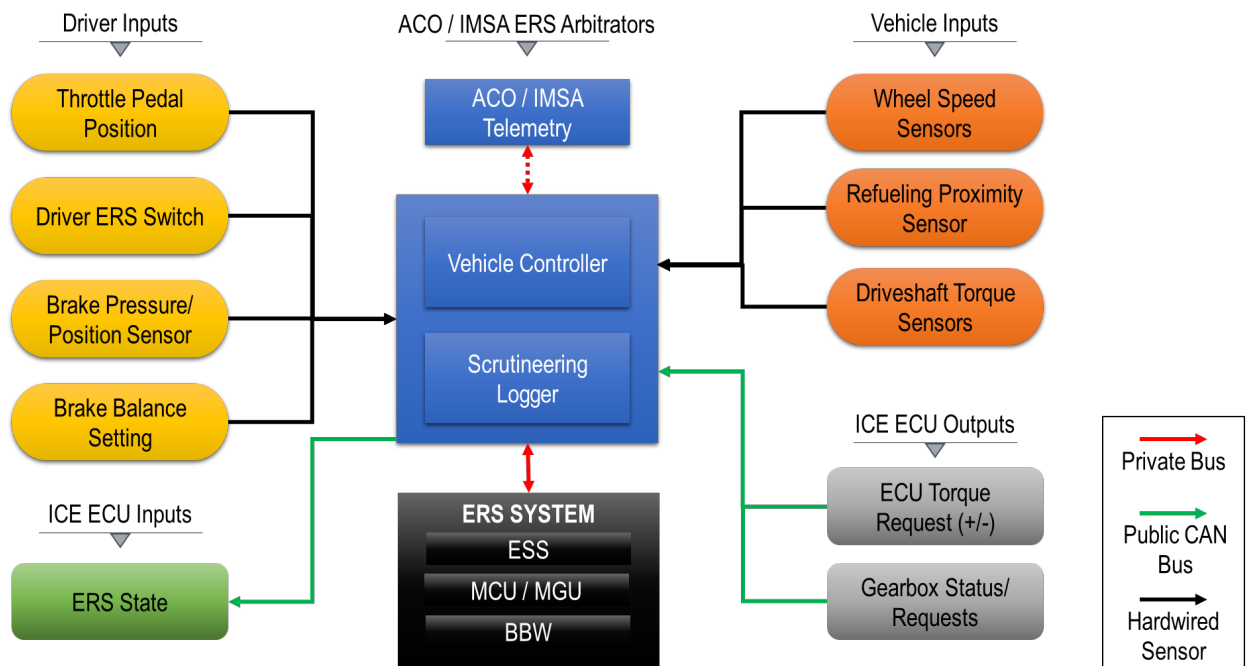 Driver Inputs
Throttle Pedal
Position
Driver ERS Switch
Brake Pressure/
Position Sensor
Brake Balance
Setting
ICE ECU Inputs
ERS State
ACO / IMSA ERS Arbitrators
ACO / IMSA
Telemetry
Vehicle Controller
Scrutineering
Logger
ERS SYSTEM
ESS
MCU / MGU
BBW
Vehicle Inputs
Wheel Speed
Sensors
Refueling Proximity
Sensor
Driveshaft Torque
Sensors
ICE ECU Outputs
ECU Torque
Request (+/-)
Gearbox Status/
Requests
Private Bus
Public CAN
Bus
Hardwired
Sensor